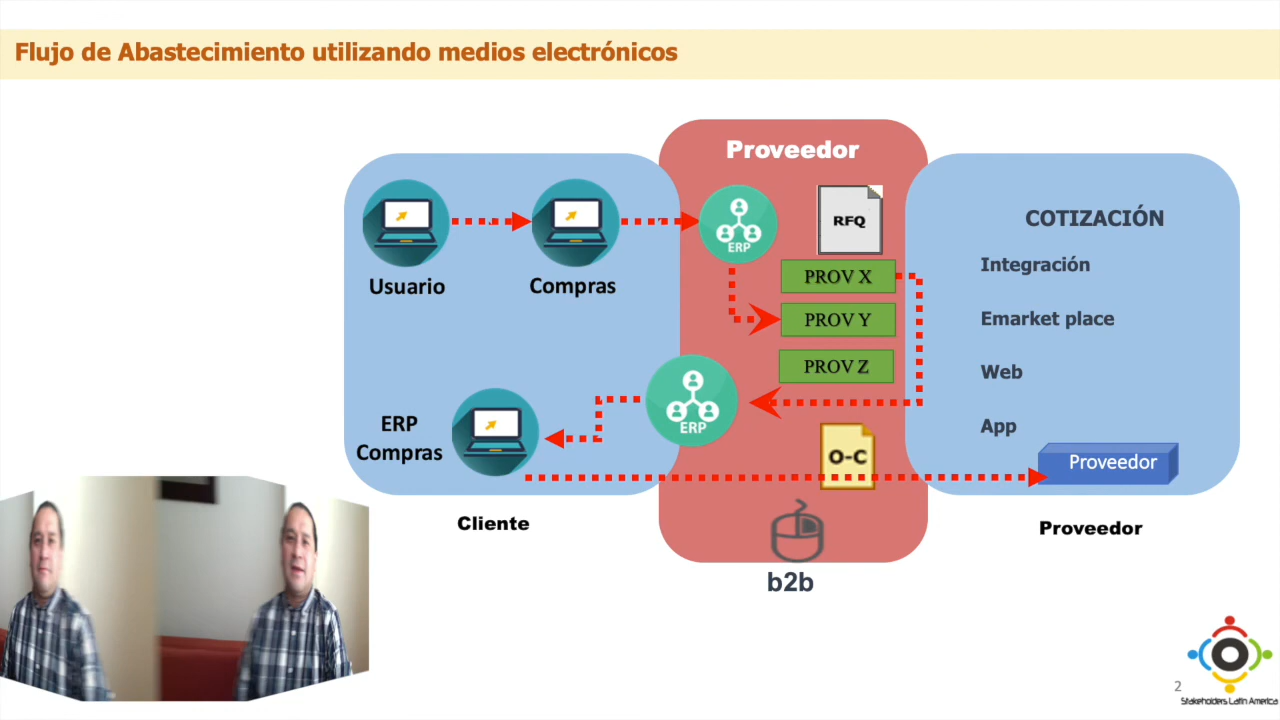 Flujo de Abastecimiento utilizando medios electrónicos
Proveedor
ERP
RFQ
COTIZACIÓN
Usuario
Compras
PROV X
Integración
PROV Y
Emarket place
PROV Z
Web
ERP
ERP
Compras
App
O-C
Proveedor
Cliente
Proveedor
b2b
2
Stakeholders Latin America